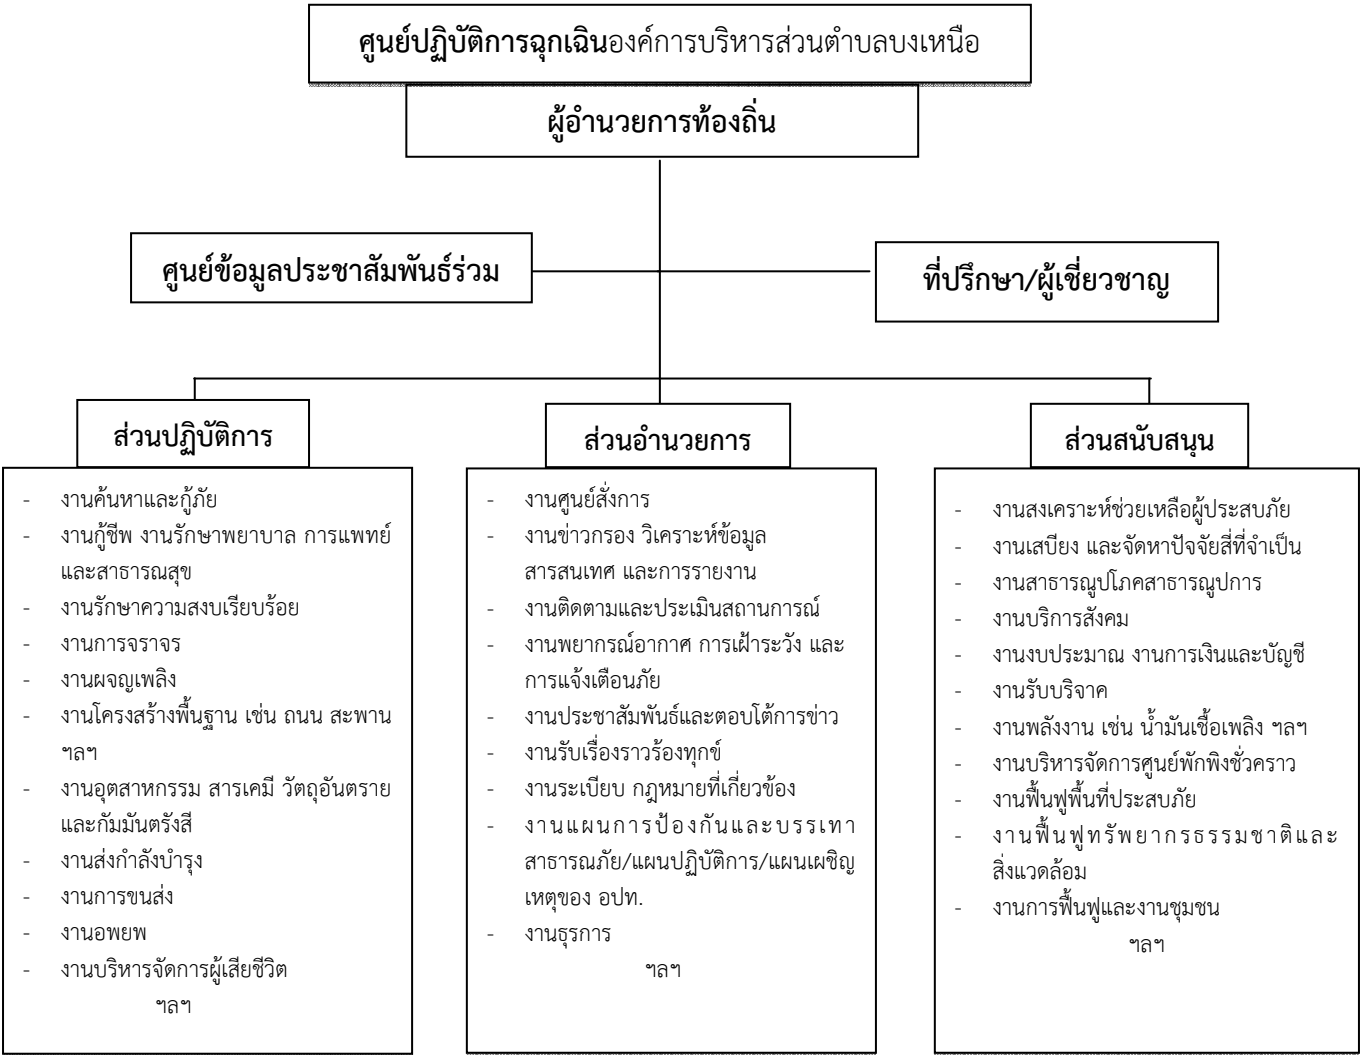 ศูนย์ปฏิบัติการฉุกเฉินองค์การบริหารส่วนตำบลบงเหนือ
ผู้อำนวยการท้องถิ่น
ศูนย์ข้อมูลประชาสัมพันธ์ร่วม
ที่ปรึกษา/ผู้เชี่ยวชาญ
ส่วนปฏิบัติการ
- งานค้นหาและกู้ภัย
- งานกู้ชีพ งานรักษาพยาบาล การแพทย์
และสาธารณสุข
- งานรักษาความสงบเรียบร้อย
- งานการจราจร
- งานผจญเพลิง
- งานโครงสร้างพื้นฐาน เช่น ถนน สะพาน
ฯลฯ
- งานอุตสาหกรรม สารเคมี วัตถุอันตราย
และกัมมันตรังสี
- งานส่งกำลังบำรุง
- งานการขนส่ง
- งานอพยพ
- งานบริหารจัดการผู้เสียชีวิต
ฯลฯ
ส่วนอำนวยการ
- งานศูนย์สั่งการ
- งานข่าวกรอง วิเคราะห์ข้อมูล
สารสนเทศ และการรายงาน
- งานติดตามและประเมินสถานการณ์
- งานพยากรณ์อากาศ การเฝ้าระวัง และ
การแจ้งเตือนภัย
- งานประชาสัมพันธ์และตอบโต้การข่าว
- งานรับเรื่องราวร้องทุกข์
- งานระเบียบ กฎหมายที่เกี่ยวข้อง
- งานแผนการป้องกันและบรรเทา
สาธารณภัย/แผนปฏิบัติการ/แผนเผชิญ
เหตุของ อปท.
- งานธุรการ
ฯลฯ
ส่วนสนับสนุน
- งานสงเคราะห์ช่วยเหลือผู้ประสบภัย
- งานเสบียง และจัดหาปัจจัยสี่ที่จำเป็น
- งานสาธารณูปโภคสาธารณูปการ
- งานบริการสังคม
- งานงบประมาณ งานการเงินและบัญชี
- งานรับบริจาค
- งานพลังงาน เช่น น้ำมันเชื้อเพลิง ฯลฯ
- งานบริหารจัดการศูนย์พักพิงชั่วคราว
- งานฟื้นฟูพื้นที่ประสบภัย
- งานฟื้นฟูทรัพยากรธรรมชาติและ
สิ่งแวดล้อม
- งานการฟื้นฟูและงานชุมชน
ฯลฯ